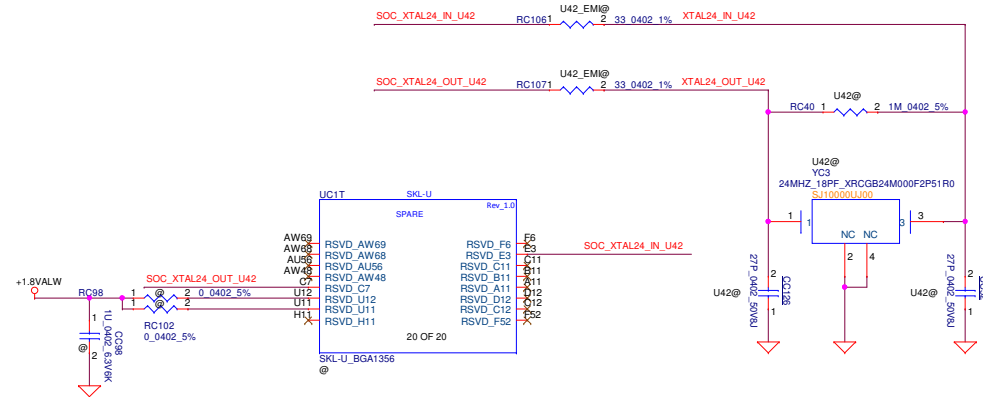 SOC_XTAL24_IN_U42
RC106 1
U42_EMI@
2 33_0402_1%
XTAL24_IN_U42
SOC_XTAL24_OUT_U42
RC107 1
U42_EMI@
2 33_0402_1%
XTAL24_OUT_U42
U42@
RC40 1
2 1M_0402_5%
U42@
YC3
24MHZ_18PF_XRCGB24M000F2P51R0
SJ10000UJ00
1
1
3
3
NC NC
2
4
U42@
27P_0402_50V8J
2
1
CC126
U42@
27P_0402_50V8J
2
1
UC1T
SKL-U
Rev_1.0
SPARE
AW69
RSVD_AW69
AW68
RSVD_AW68
AU56
RSVD_AU56
AW48
RSVD_AW48
C7
RSVD_C7
U12
RSVD_U12
U11
RSVD_U11
H11
RSVD_H11
RSVD_F6
F6
RSVD_E3
E3
RSVD_C11
C11
RSVD_B11
B11
RSVD_A11
A11
RSVD_D12
D12
RSVD_C12
C12
RSVD_F52
F52
20 OF 20
SKL-U_BGA1356
@
SOC_XTAL24_IN_U42
SOC_XTAL24_OUT_U42
+1.8VALW
RC98
1
@
2 0_0402_5%
1
@
2
RC102
0_0402_5%
1
2
@
CC98
1U_0402_6.3V6K